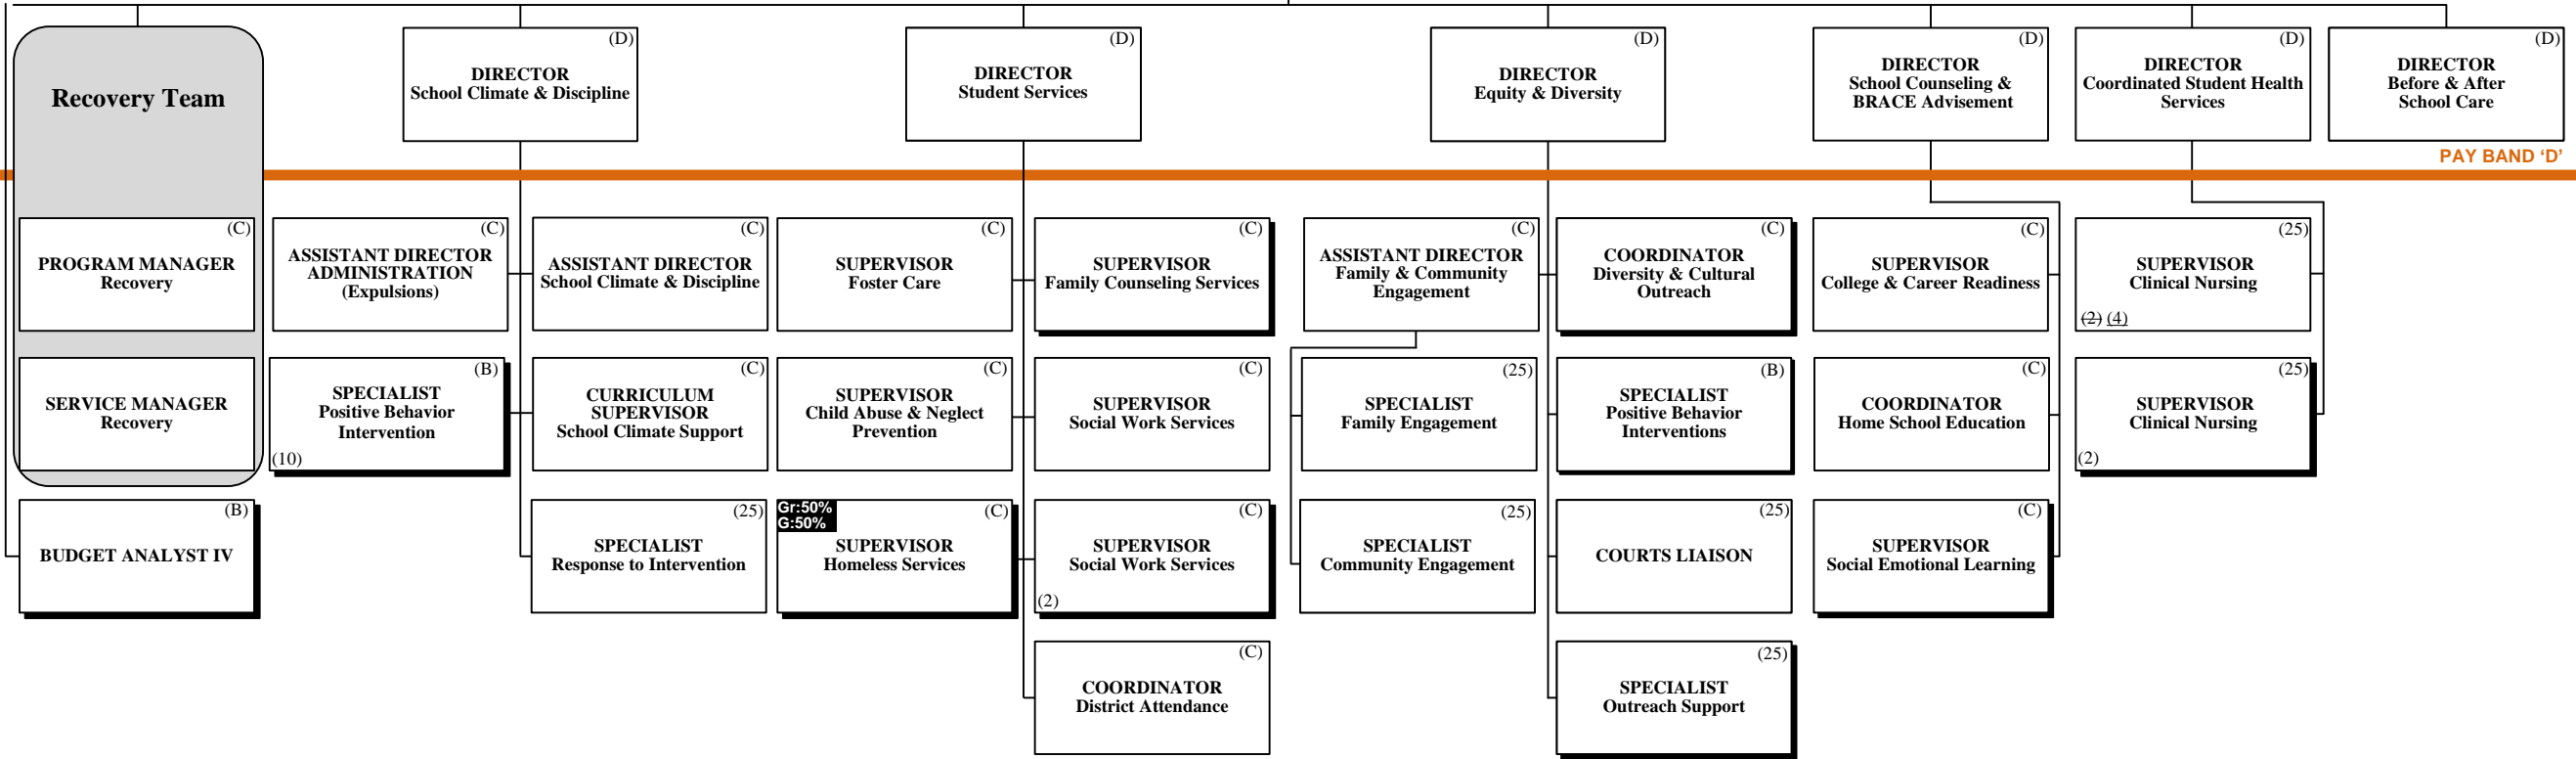 Recovery Team
(D)
DIRECTOR
School Climate & Discipline
(D)
DIRECTOR
Student Services
(D)
DIRECTOR
Equity & Diversity
(D)
DIRECTOR
School Counseling &
BRACE Advisement
(D)
DIRECTOR
Coordinated Student Health
Services
(D)
DIRECTOR
Before & After
School Care
PAY BAND ‘D’
(C)
PROGRAM MANAGER
Recovery
(C)
ASSISTANT DIRECTOR
ADMINISTRATION
(Expulsions)
(C)
ASSISTANT DIRECTOR
School Climate & Discipline
(C)
SUPERVISOR
Foster Care
(C)
SUPERVISOR
Family Counseling Services
(C)
ASSISTANT DIRECTOR
Family & Community
Engagement
(C)
COORDINATOR
Diversity & Cultural
Outreach
(C)
SUPERVISOR
College & Career Readiness
(25)
SUPERVISOR
Clinical Nursing
(2) (4)
SERVICE MANAGER
Recovery
(B)
SPECIALIST
Positive Behavior
Intervention
(10)
(C)
CURRICULUM
SUPERVISOR
School Climate Support
(C)
SUPERVISOR
Child Abuse & Neglect
Prevention
(C)
SUPERVISOR
Social Work Services
(25)
SPECIALIST
Family Engagement
(B)
SPECIALIST
Positive Behavior
Interventions
(C)
COORDINATOR
Home School Education
(25)
SUPERVISOR
Clinical Nursing
(2)
(B)
BUDGET ANALYST IV
(25)
SPECIALIST
Response to Intervention
Gr:50%
G:50%
(C)
SUPERVISOR
Homeless Services
(C)
SUPERVISOR
Social Work Services
(2)
(25)
SPECIALIST
Community Engagement
(25)
COURTS LIAISON
(C)
SUPERVISOR
Social Emotional Learning
(C)
COORDINATOR
District Attendance
(25)
SPECIALIST
Outreach Support